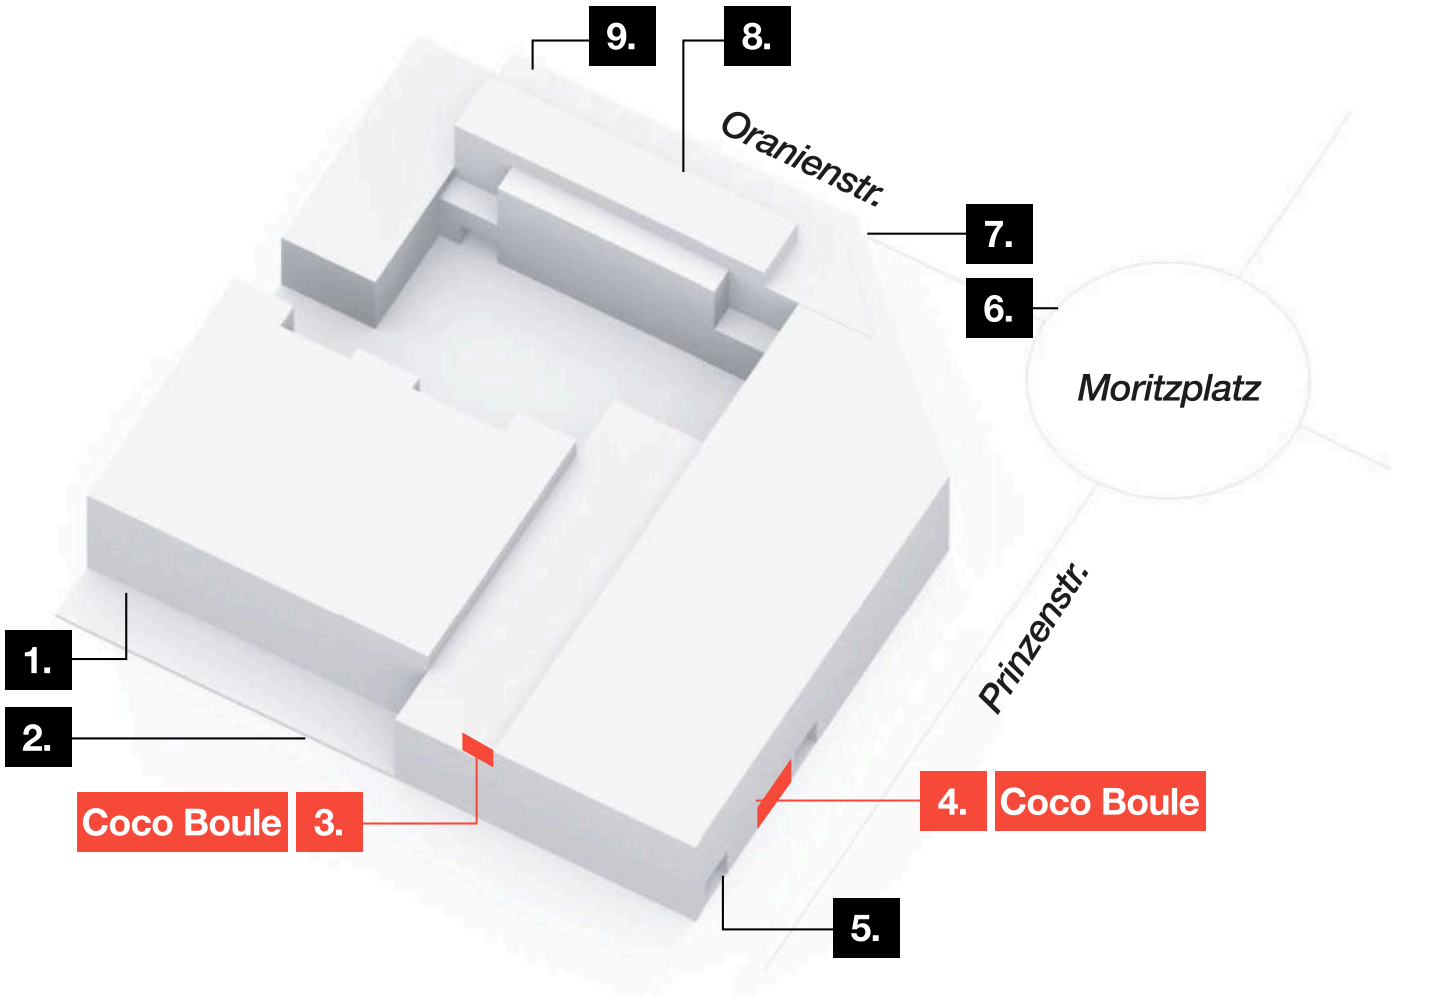 9.
8.
Oranienstr.
7.
6.
Moritzplatz
Prinzenstr.
1.
2.
Coco Boule 3.
4. Coco Boule
5.